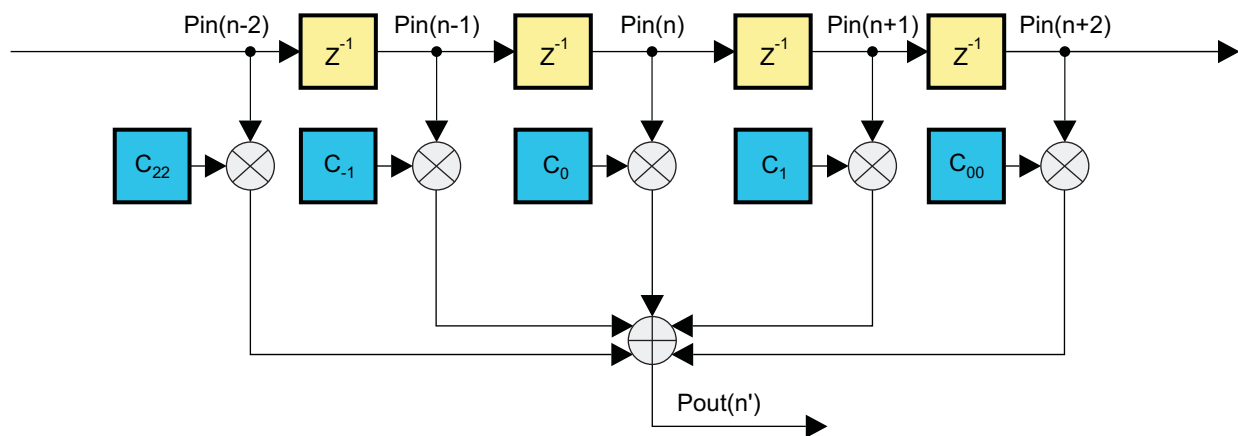 Pin(n-2) Pin(n-1) Pin(n) Pin(n+1) Pin(n+2)
Z⁻¹ Z⁻¹ Z⁻¹ Z⁻¹
C₂₂ C₋₁ C₀ C₁ C₀₀
Pout(n')